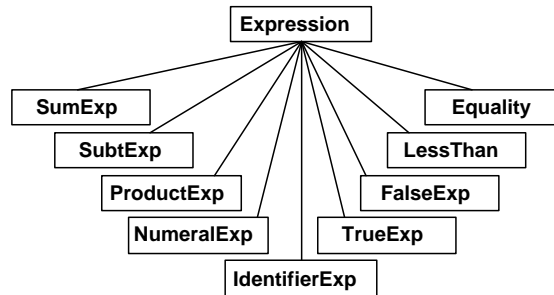 Expression
SumExp Equality
SubtExp LessThan
ProductExp FalseExp
NumeralExp TrueExp
IdentifierExp